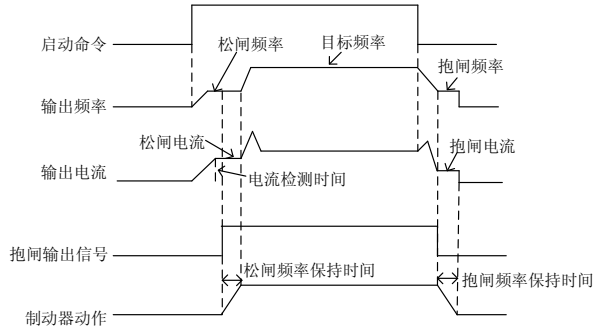 启动命令
松闸频率
目标频率
抱闸频率
输出频率
松闸电流
抱闸电流
输出电流
电流检测时间
抱闸输出信号
松闸频率保持时间
抱闸频率保持时间
制动器动作